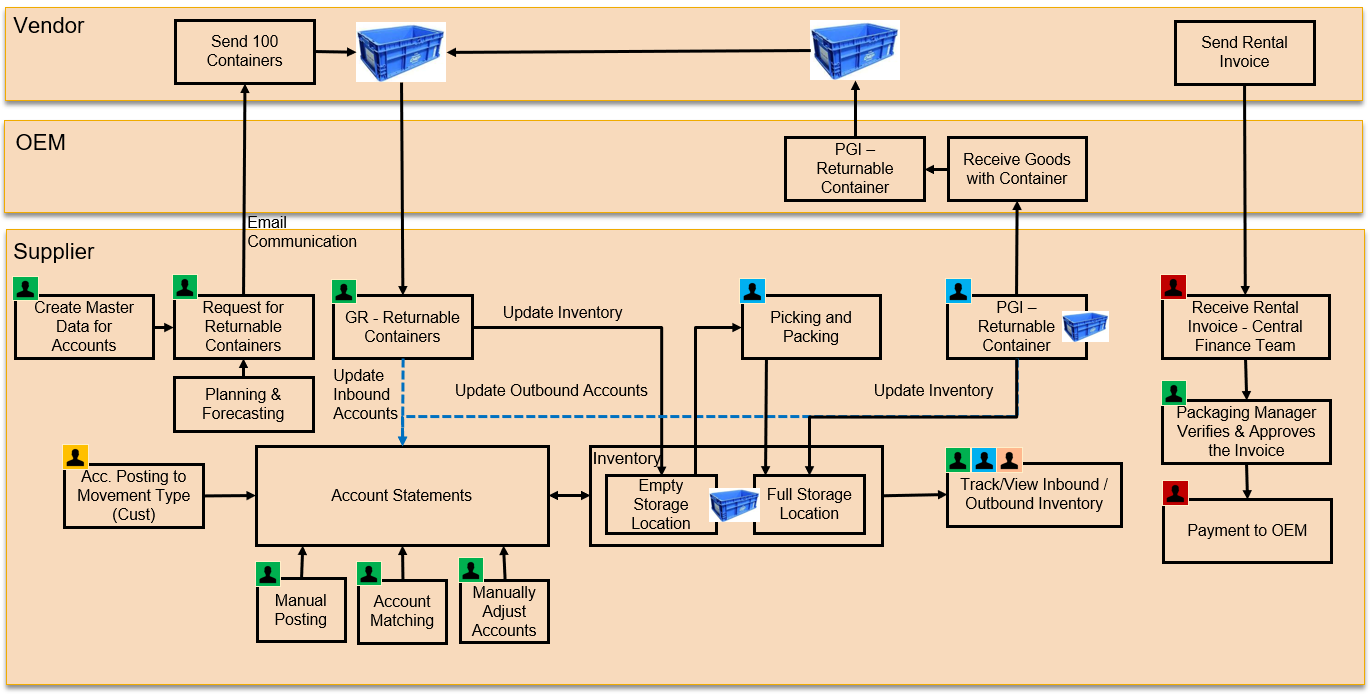 Vendor
Send 100
Containers
Send Rental
Invoice
OEM
PGI –
Returnable
Container
Receive Goods
with Container
Email
Communication
Supplier
Create Master
Data for
Accounts
Request for
Returnable
Containers
Planning &
Forecasting
GR - Returnable
Containers
Update Inventory
Update
Inbound
Accounts
Update Outbound Accounts
Picking and
Packing
PGI –
Returnable
Container
Update Inventory
Receive Rental
Invoice - Central
Finance Team
Packaging Manager
Verifies & Approves
the Invoice
Payment to OEM
Acc. Posting to
Movement Type
(Cust)
Account Statements
Inventory
Empty
Storage
Location
Full Storage
Location
Track/View Inbound /
Outbound Inventory
Manual
Posting
Account
Matching
Manually
Adjust
Accounts